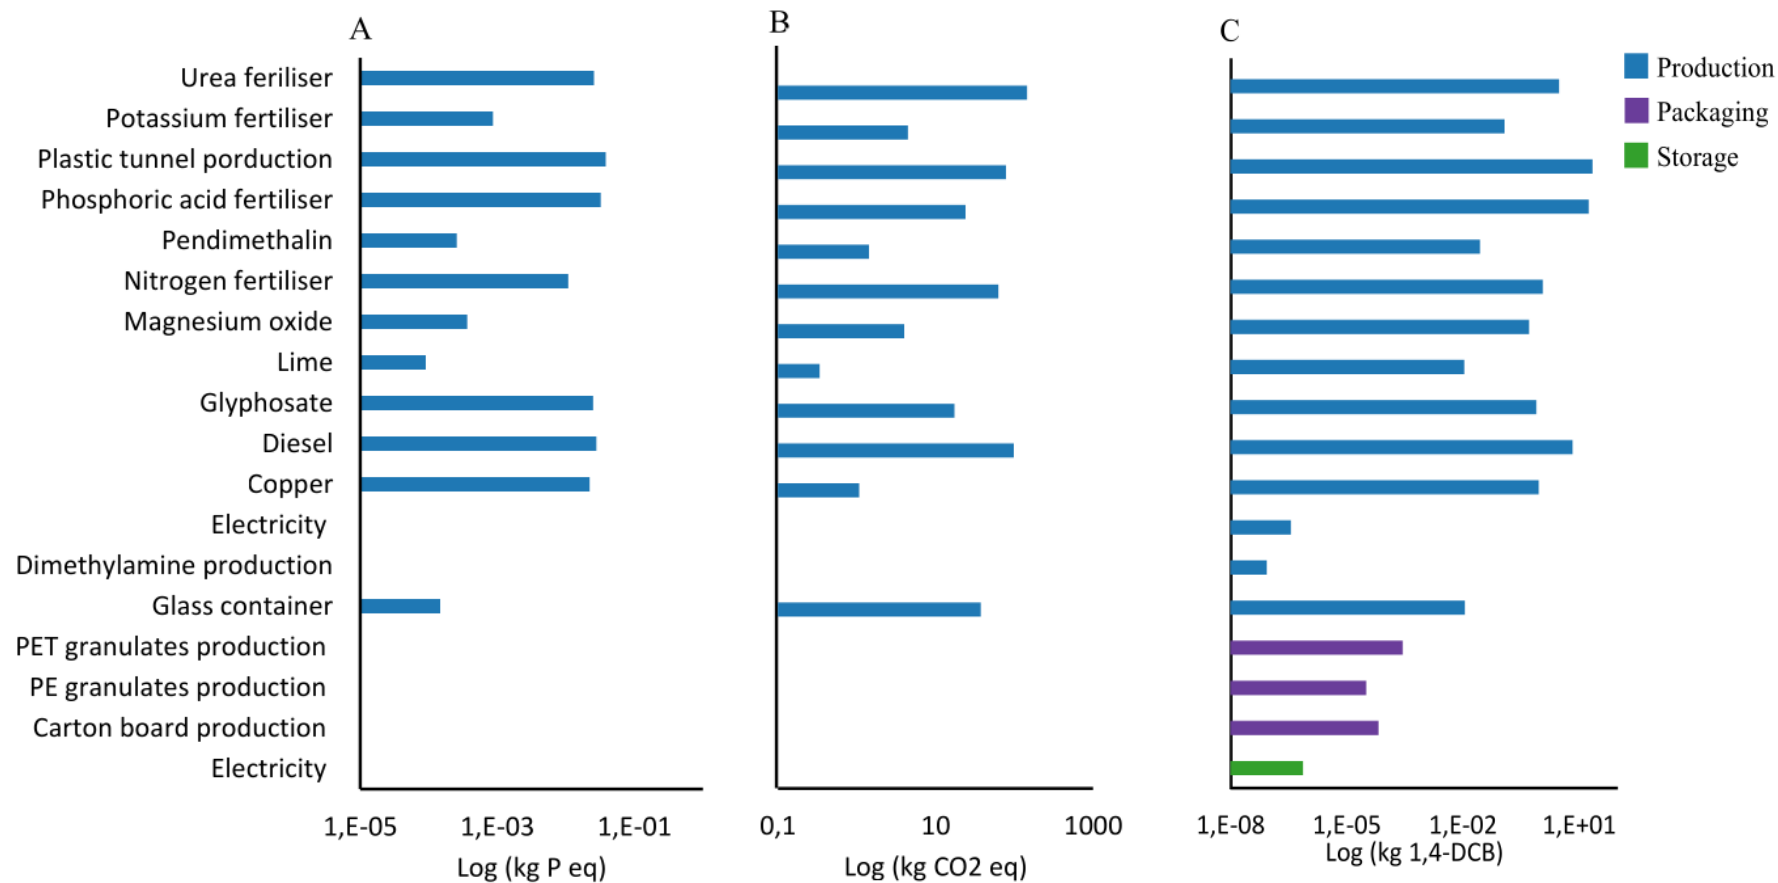 A
B
C
Urea feriliser
Potassium fertiliser
Plastic tunnel porduction
Phosphoric acid fertiliser
Pendimethalin
Nitrogen fertiliser
Magnesium oxide
Lime
Glyphosate
Diesel
Copper
Electricity
Dimethylamine production
Glass container
PET granulates production
PE granulates production
Carton board production
Electricity
1,E-05 1,E-03 1,E-01
Log (kg P eq)
0,1 10 1000
Log (kg CO2 eq)
1,E-08 1,E-05 1,E-02 1,E+01
Log (kg 1,4-DCB)
Production
Packaging
Storage